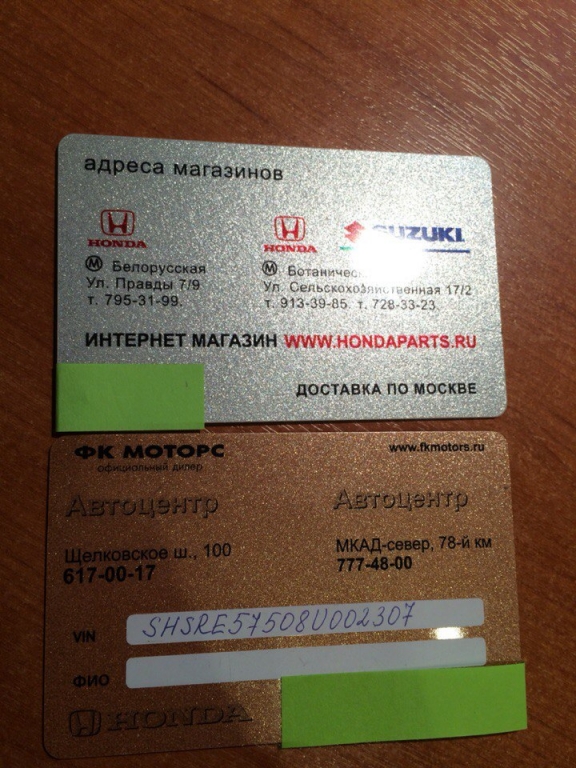 адреса магазинов
HONDA HONDA SUZUKI
М Белорусская
Ул. Правды 7/9
т. 795-31-99.
М
Ул. Сельскохозяйственная 17/2
т. 913-39-85. т. 728-33-23.
ИНТЕРНЕТ МАГАЗИН WWW.HONDAPARTS.RU
ДОСТАВКА ПО МОСКВЕ
ФК МОТОРС
официальный дилер
www.fkmotors.ru
Автоцентр
Щелковское ш., 100
617-00-17
Автоцентр
МКАД-север, 78-й км
777-48-00
VIN SHSRE57508U002307
ФИО
HONDA